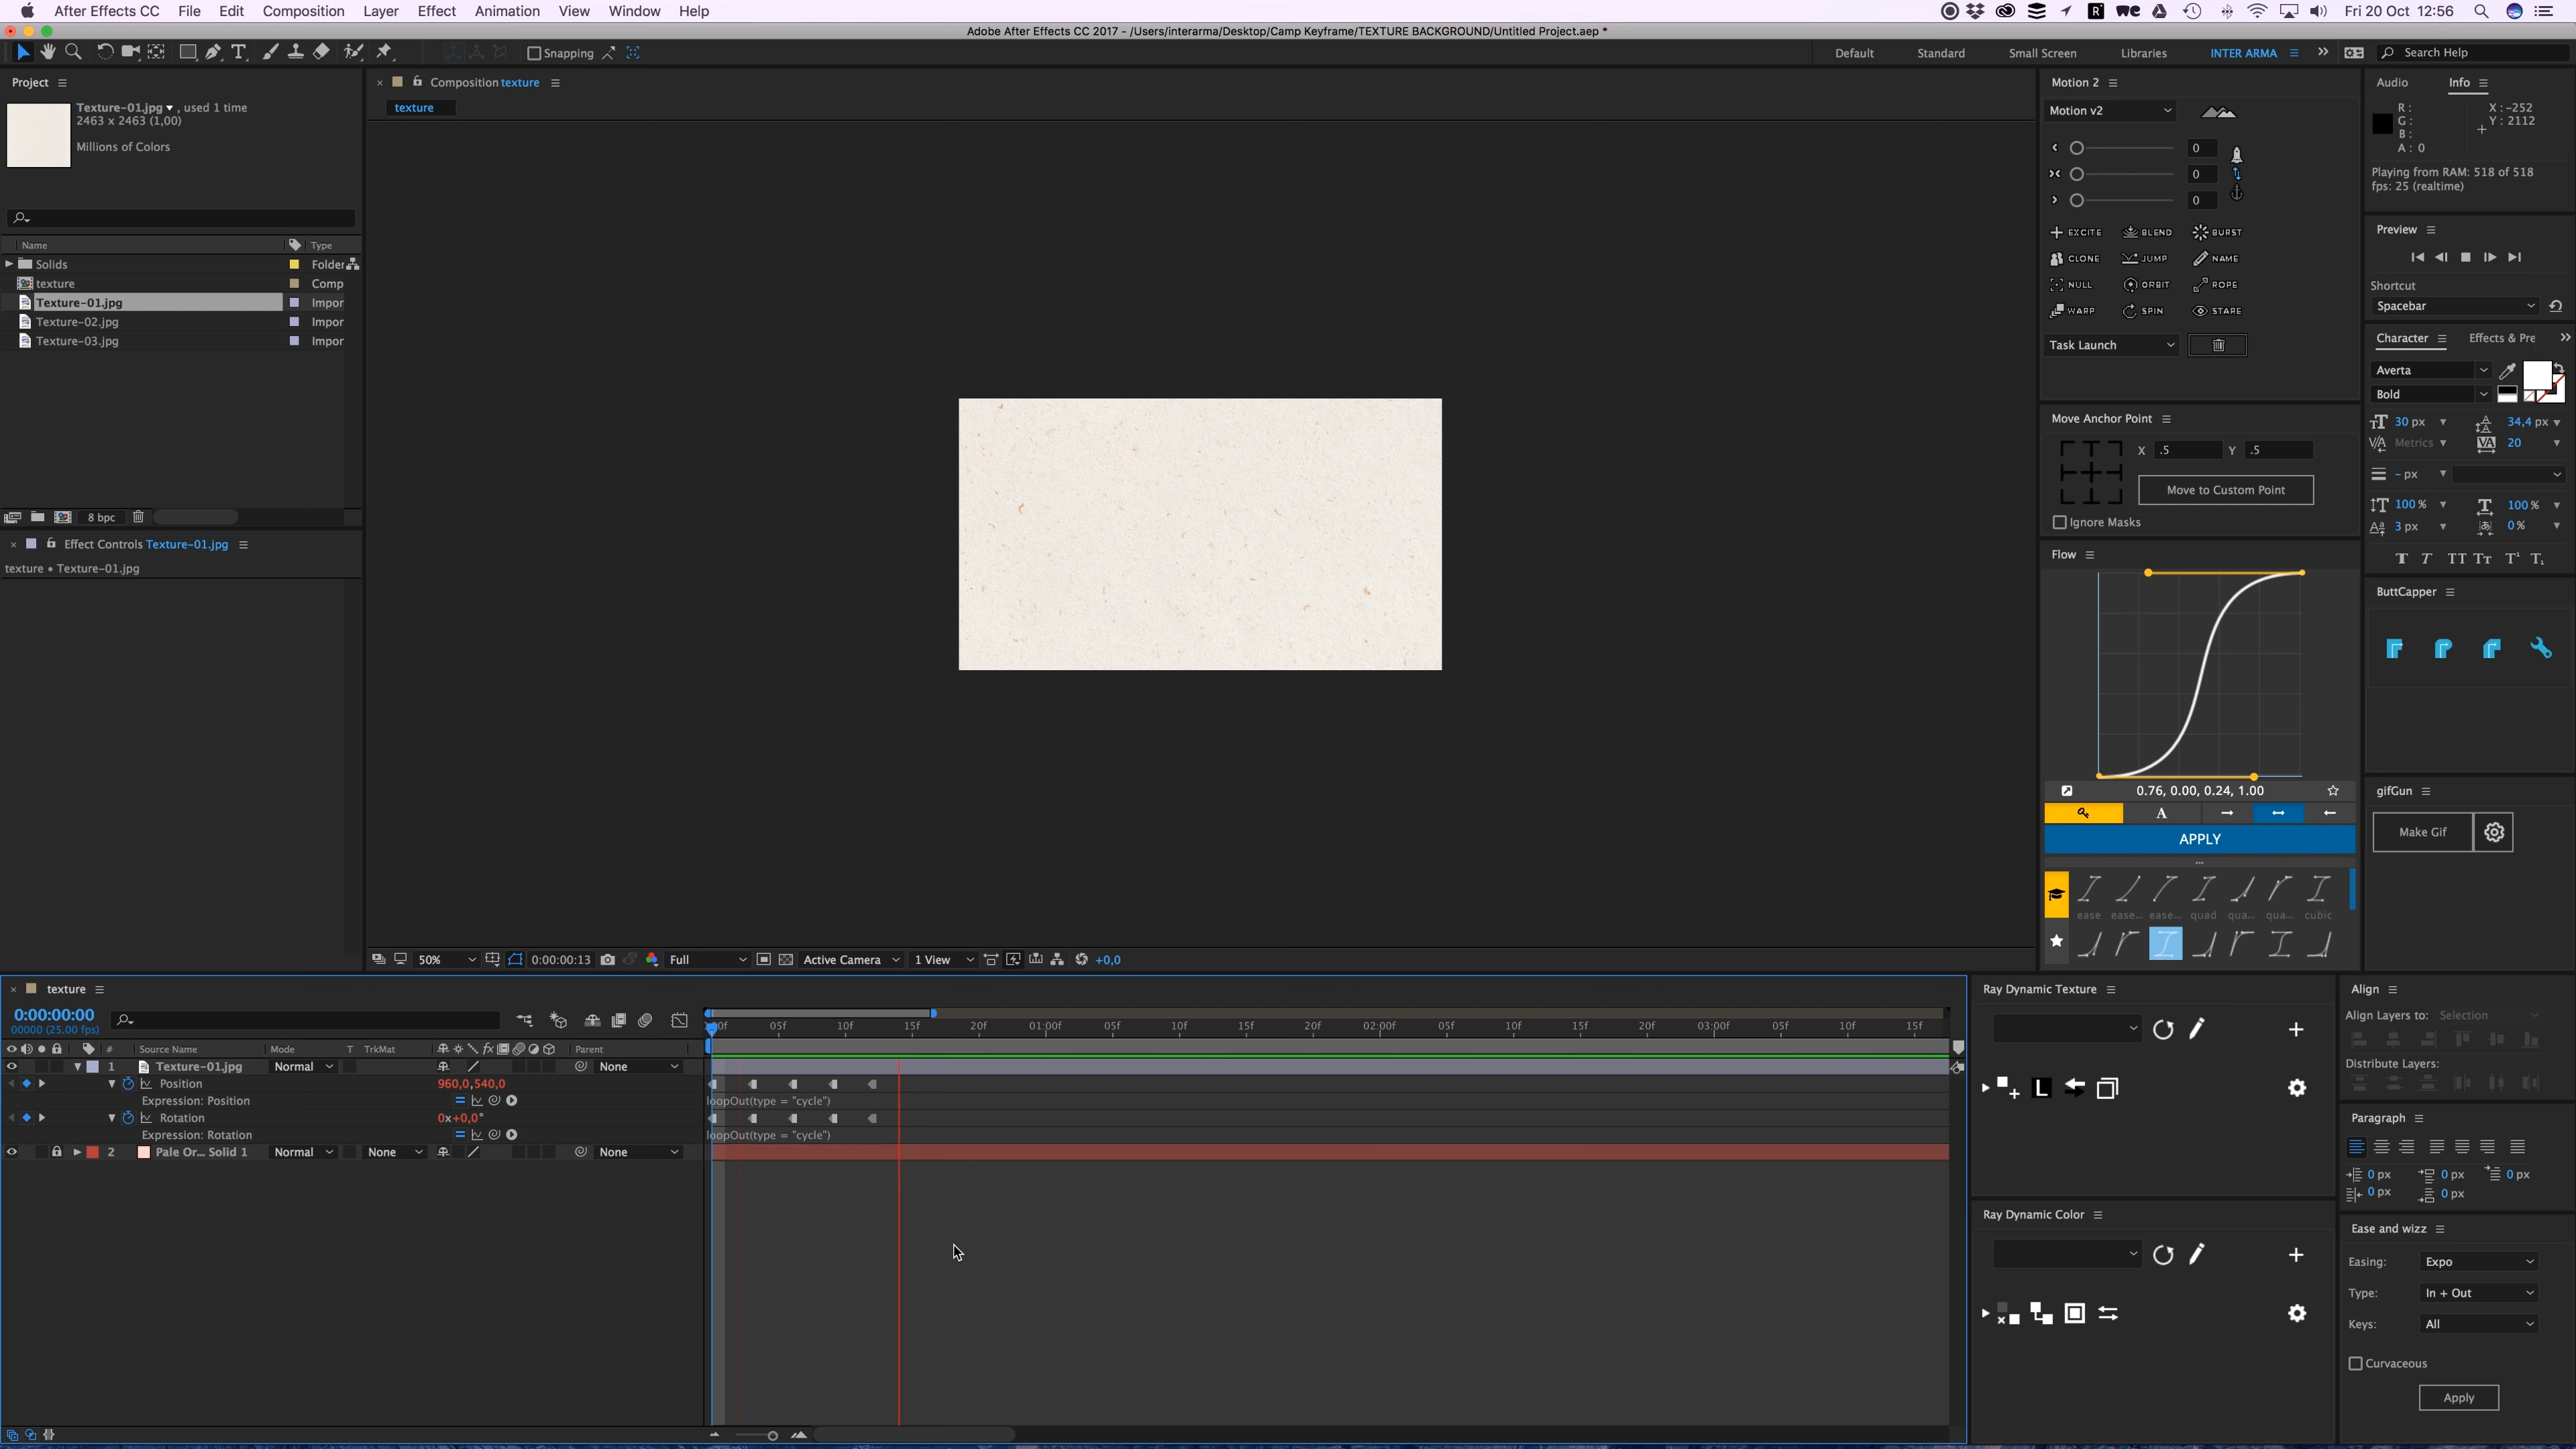 After Effects CC File Edit Composition Layer Effect Animation View Window Help Fri 20 Oct 12:56
Adobe After Effects CC 2017 - /Users/interarma/Desktop/Camp Keyframe/TEXTURE BACKGROUND/Untitled Project.aep *
Snapping Default Standard Small Screen Libraries INTER ARMA Search Help
Project
Texture-01.jpg , used 1 time
2463 x 2463 (1,00)
Millions of Colors
Name Type
Solids Folder
texture Comp
Texture-01.jpg Impor
Texture-02.jpg Impor
Texture-03.jpg Impor
8 bpc
Effect Controls Texture-01.jpg
texture • Texture-01.jpg
Composition texture
texture
50% 0:00:00:13 Full Active Camera 1 View +0,0
Motion 2
Motion v2
0
0
0
EXCITE BLEND BURST
CLONE JUMP NAME
NULL ORBIT ROPE
WARP SPIN STARE
Task Launch
Move Anchor Point
X .5 Y .5
Move to Custom Point
Ignore Masks
Flow
0.76, 0.00, 0.24, 1.00
A
APPLY
ease ease... ease... quad qua... qua... cubic
Audio Info
R :
G :
B :
A : 0
X : -252
Y : 2112
Playing from RAM: 518 of 518
fps: 25 (realtime)
Preview
Shortcut
Spacebar
Character Effects & Pre
Averta
Bold
30 px 34,4 px
Metrics 20
- px
100 % 100 %
3 px 0 %
ButtCapper
gifGun
Make Gif
texture
0:00:00:00
00000 (25.00 fps)
05f 10f 15f 20f 01:00f 05f 10f 15f 20f 02:00f 05f 10f 15f 20f 03:00f 05f 10f 15f
# Source Name Mode T TrkMat Parent
1 Texture-01.jpg Normal None
Position 960,0,540,0
Expression: Position loopOut(type = "cycle")
Rotation 0x+0,0°
Expression: Rotation loopOut(type = "cycle")
2 Pale Or... Solid 1 Normal None None
Ray Dynamic Texture
L
Ray Dynamic Color
Align
Align Layers to: Selection
Distribute Layers:
Paragraph
0 px 0 px 0 px
0 px 0 px
Ease and wizz
Easing: Expo
Type: In + Out
Keys: All
Curvaceous
Apply